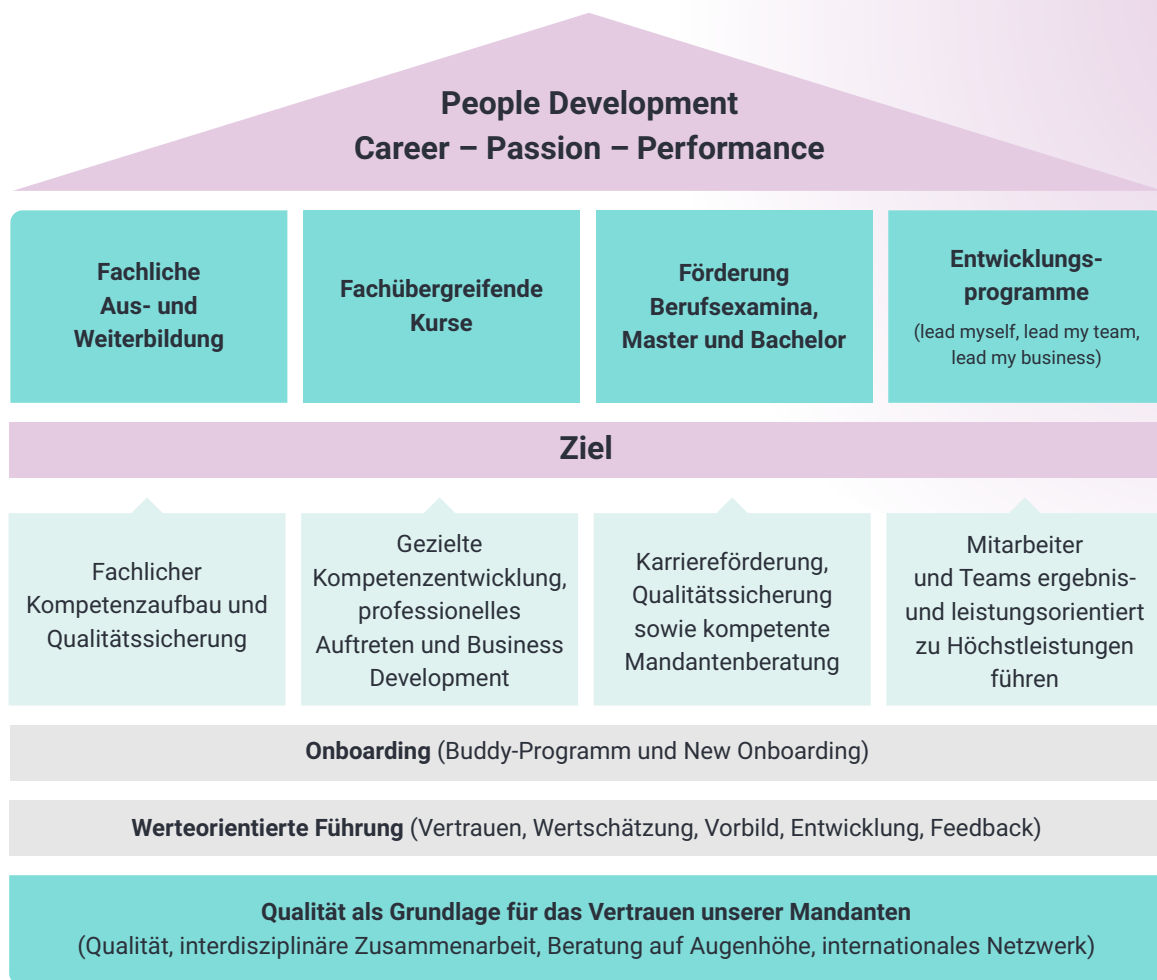 People Development
Career – Passion – Performance
Fachliche
Aus- und
Weiterbildung
Fachübergreifende
Kurse
Förderung
Berufsexamina,
Master und Bachelor
Entwicklungs-
programme
(lead myself, lead my team,
lead my business)
Ziel
Fachlicher
Kompetenzaufbau und
Qualitätssicherung
Gezielte
Kompetenzentwicklung,
professionelles
Auftreten und Business
Development
Karriereförderung,
Qualitätssicherung
sowie kompetente
Mandantenberatung
Mitarbeiter
und Teams ergebnis-
und leistungsorientiert
zu Höchstleistungen
führen
Onboarding (Buddy-Programm und New Onboarding)
Werteorientierte Führung (Vertrauen, Wertschätzung, Vorbild, Entwicklung, Feedback)
Qualität als Grundlage für das Vertrauen unserer Mandanten
(Qualität, interdisziplinäre Zusammenarbeit, Beratung auf Augenhöhe, internationales Netzwerk)